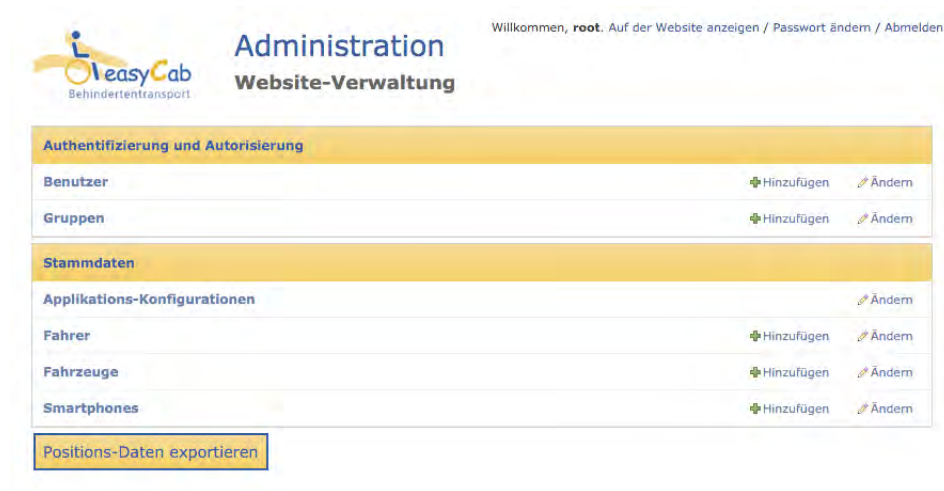 Willkommen, root. Auf der Website anzeigen / Passwort ändern / Abmelden
easyCab
Behindertentransport
Administration
Website-Verwaltung
Authentifizierung und Autorisierung
Benutzer Hinzufügen Ändern
Gruppen Hinzufügen Ändern
Stammdaten
Applikations-Konfigurationen Ändern
Fahrer Hinzufügen Ändern
Fahrzeuge Hinzufügen Ändern
Smartphones Hinzufügen Ändern
Positions-Daten exportieren